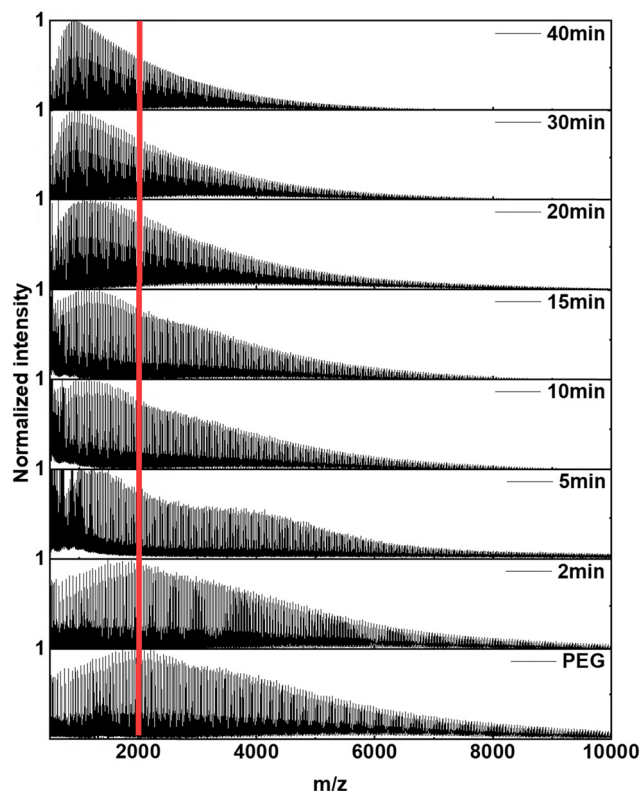 1
40min
1
30min
1
20min
1
15min
1
10min
1
5min
1
2min
1
PEG
Normalized intensity
2000 4000 6000 8000 10000
m/z